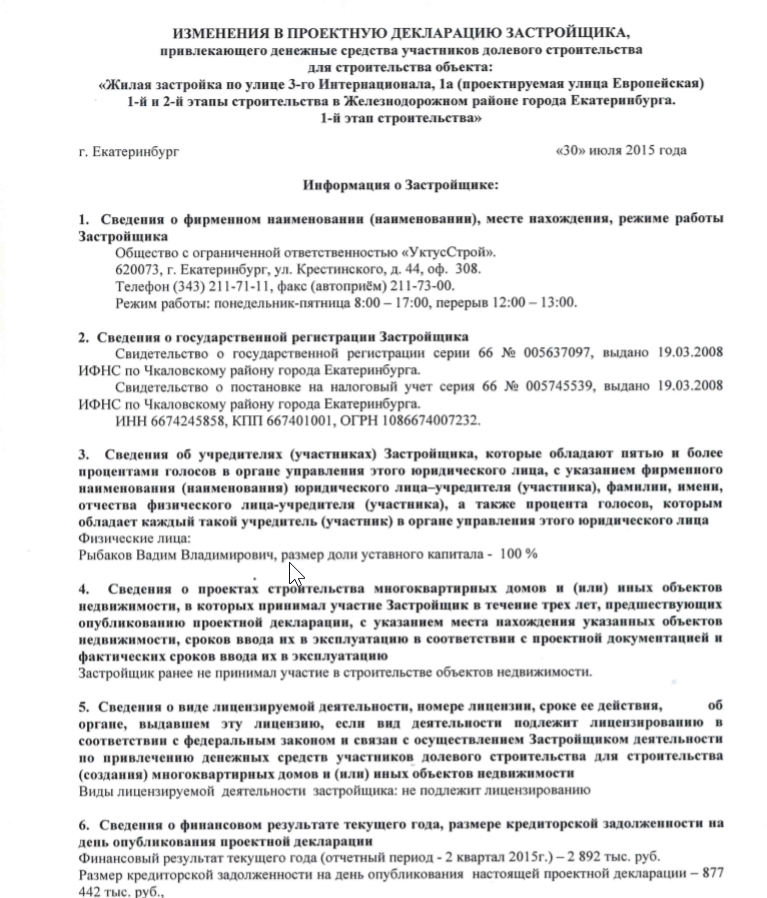 ИЗМЕНЕНИЯ В ПРОЕКТНУЮ ДЕКЛАРАЦИЮ ЗАСТРОЙЩИКА,
привлекающего денежные средства участников долевого строительства
для строительства объекта:
«Жилая застройка по улице 3-го Интернационала, 1а (проектируемая улица Европейская)
1-й и 2-й этапы строительства в Железнодорожном районе города Екатеринбурга.
1-й этап строительства»
г. Екатеринбург «30» июля 2015 года
Информация о Застройщике:
1. Сведения о фирменном наименовании (наименовании), месте нахождения, режиме работы
Застройщика
Общество с ограниченной ответственностью «УктусСтрой».
620073, г. Екатеринбург, ул. Крестинского, д. 44, оф. 308.
Телефон (343) 211-71-11, факс (автоприём) 211-73-00.
Режим работы: понедельник-пятница 8:00 – 17:00, перерыв 12:00 – 13:00.
2. Сведения о государственной регистрации Застройщика
Свидетельство о государственной регистрации серии 66 № 005637097, выдано 19.03.2008
ИФНС по Чкаловскому району города Екатеринбурга.
Свидетельство о постановке на налоговый учет серия 66 № 005745539, выдано 19.03.2008
ИФНС по Чкаловскому району города Екатеринбурга.
ИНН 6674245858, КПП 667401001, ОГРН 1086674007232.
3. Сведения об учредителях (участниках) Застройщика, которые обладают пятью и более
процентами голосов в органе управления этого юридического лица, с указанием фирменного
наименования (наименования) юридического лица–учредителя (участника), фамилии, имени,
отчества физического лица-учредителя (участника), а также процента голосов, которым
обладает каждый такой учредитель (участник) в органе управления этого юридического лица
Физические лица:
Рыбаков Вадим Владимирович, размер доли уставного капитала - 100 %
4. Сведения о проектах строительства многоквартирных домов и (или) иных объектов
недвижимости, в которых принимал участие Застройщик в течение трех лет, предшествующих
опубликованию проектной декларации, с указанием места нахождения указанных объектов
недвижимости, сроков ввода их в эксплуатацию в соответствии с проектной документацией и
фактических сроков ввода их в эксплуатацию
Застройщик ранее не принимал участие в строительстве объектов недвижимости.
5. Сведения о виде лицензируемой деятельности, номере лицензии, сроке ее действия, об
органе, выдавшем эту лицензию, если вид деятельности подлежит лицензированию в
соответствии с федеральным законом и связан с осуществлением Застройщиком деятельности
по привлечению денежных средств участников долевого строительства для строительства
(создания) многоквартирных домов и (или) иных объектов недвижимости
Виды лицензируемой деятельности застройщика: не подлежит лицензированию
6. Сведения о финансовом результате текущего года, размере кредиторской задолженности на
день опубликования проектной декларации
Финансовый результат текущего года (отчетный период - 2 квартал 2015г.) – 2 892 тыс. руб.
Размер кредиторской задолженности на день опубликования настоящей проектной декларации – 877
442 тыс. руб.,